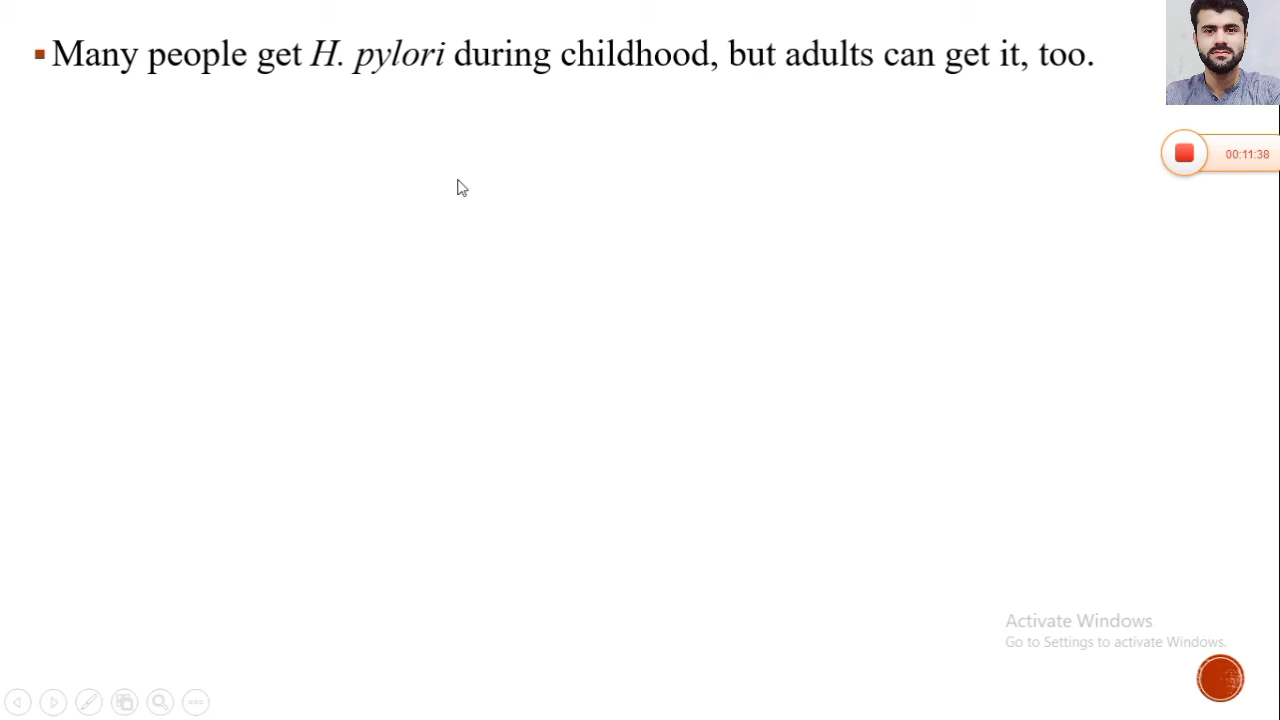 Many people get H. pylori during childhood, but adults can get it, too.
00:11:38
Activate Windows
Go to Settings to activate Windows.